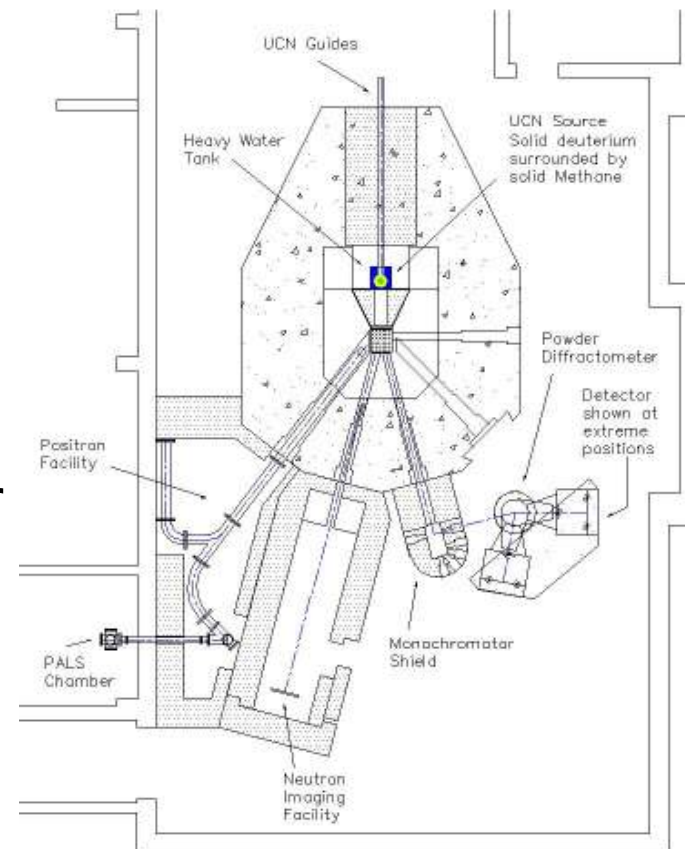 UCN Guides
Heavy Water
Tank
UCN Source
Solid deuterium
surrounded by
solid Methane
Powder
Diffractometer
Detector
shown at
extreme
positions
Positron
Facility
Monochromator
Shield
PALS
Chamber
Neutron
Imaging
Facility